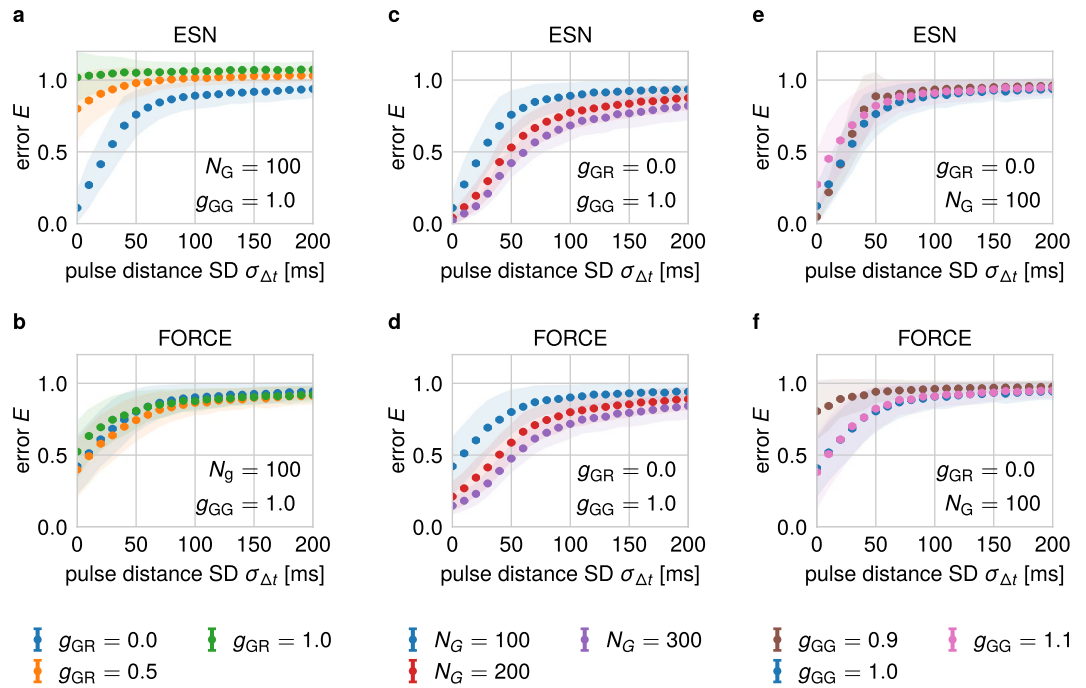 a
ESN
error E
1.0
0.5
0.0
N_G = 100
g_GG = 1.0
0 50 100 150 200
pulse distance SD σ_Δt [ms]
c
ESN
error E
1.0
0.5
0.0
g_GR = 0.0
g_GG = 1.0
0 50 100 150 200
pulse distance SD σ_Δt [ms]
e
ESN
error E
1.0
0.5
0.0
g_GR = 0.0
N_G = 100
0 50 100 150 200
pulse distance SD σ_Δt [ms]
b
FORCE
error E
1.0
0.5
0.0
N_g = 100
g_GG = 1.0
0 50 100 150 200
pulse distance SD σ_Δt [ms]
d
FORCE
error E
1.0
0.5
0.0
g_GR = 0.0
g_GG = 1.0
0 50 100 150 200
pulse distance SD σ_Δt [ms]
f
FORCE
error E
1.0
0.5
0.0
g_GR = 0.0
N_G = 100
0 50 100 150 200
pulse distance SD σ_Δt [ms]
g_GR = 0.0
g_GR = 0.5
g_GR = 1.0
N_G = 100
N_G = 200
N_G = 300
g_GG = 0.9
g_GG = 1.0
g_GG = 1.1